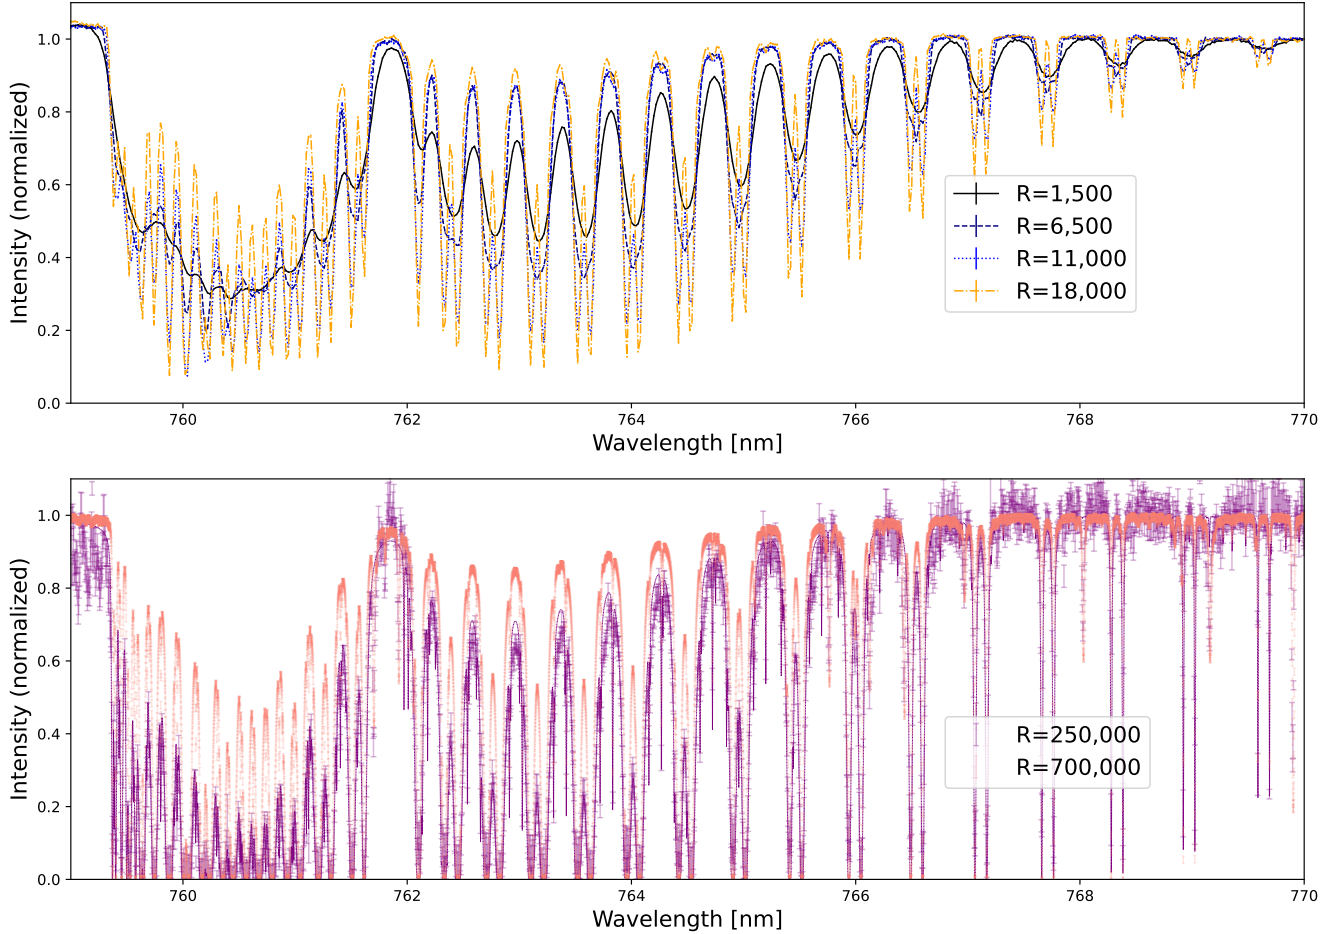 1.0
0.8
0.6
0.4
0.2
0.0
Intensity (normalized)
R=1,500
R=6,500
R=11,000
R=18,000
760
762
764
766
768
770
Wavelength [nm]
1.0
0.8
0.6
0.4
0.2
0.0
Intensity (normalized)
R=250,000
R=700,000
760
762
764
766
768
770
Wavelength [nm]